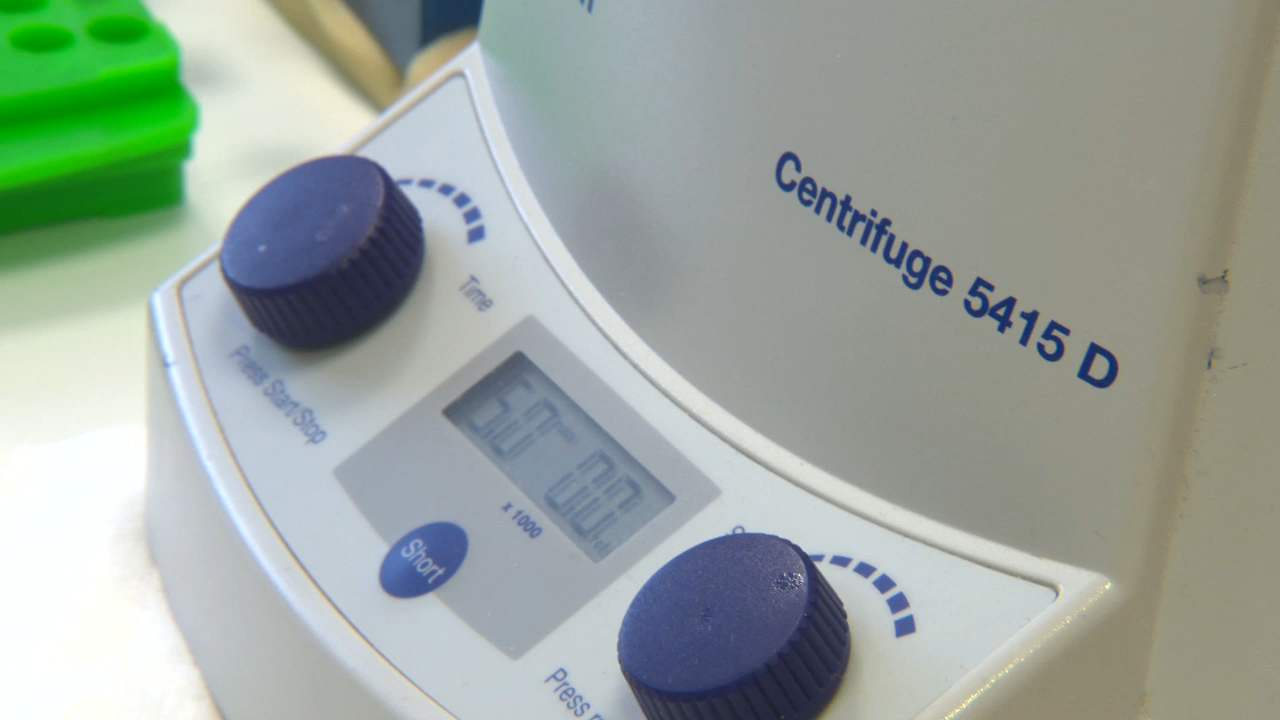 Centrifuge 5415 D
Time
Press Start/Stop
x 1000
Short
Press